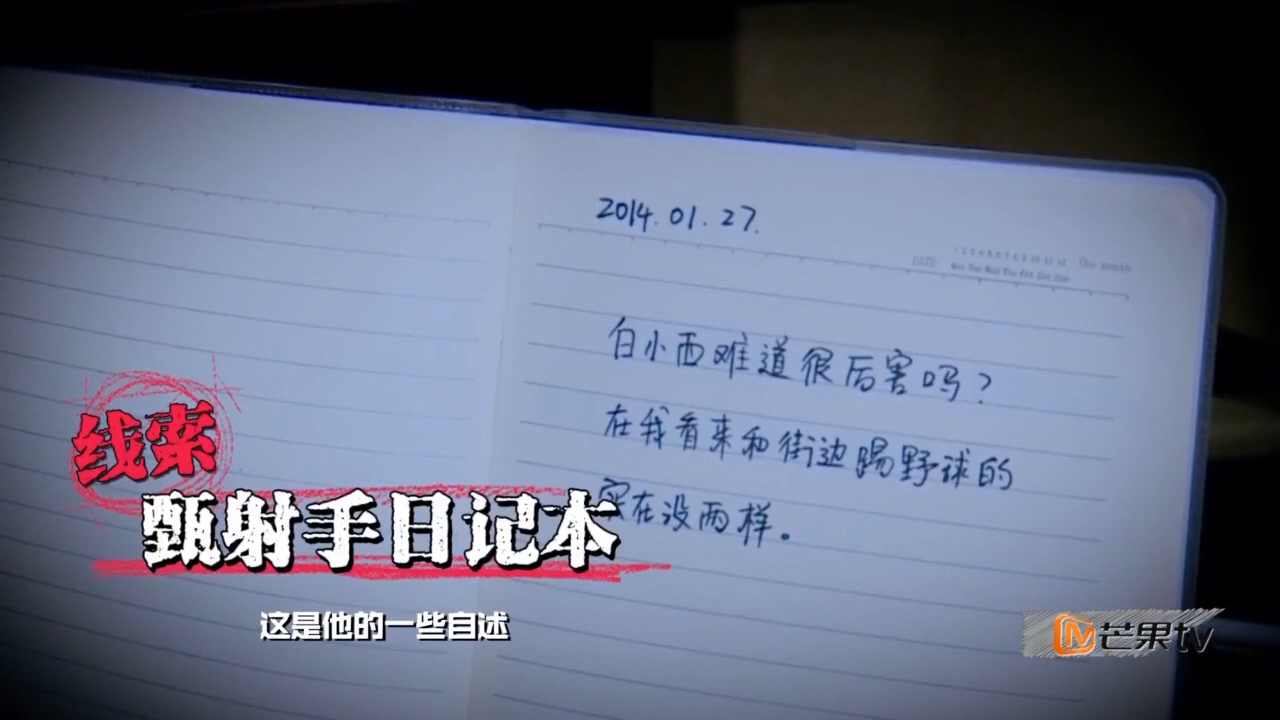 2014.01.27.
白小西难道很厉害吗？
在我看来和街边踢野球的
实在没两样。
线索
甄射手日记本
这是他的一些自述
芒果tv